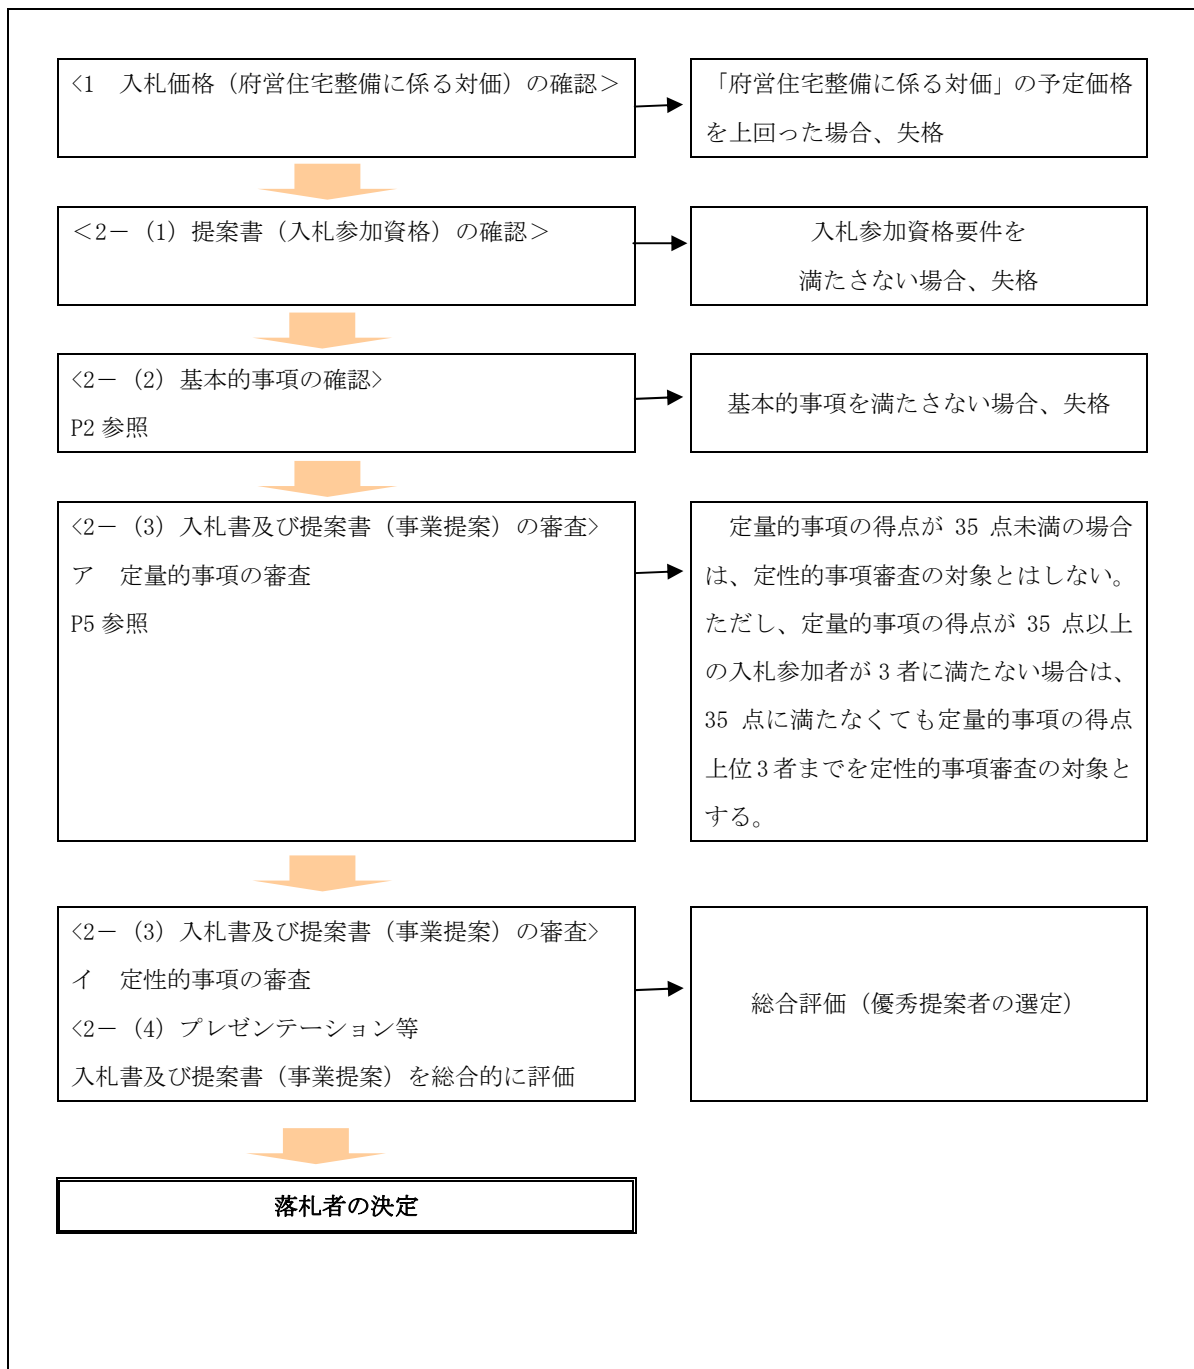 <1　入札価格（府営住宅整備に係る対価）の確認＞
「府営住宅整備に係る対価」の予定価格
を上回った場合、失格
＜2－（1）提案書（入札参加資格）の確認＞
入札参加資格要件を
満たさない場合、失格
<2－（2）基本的事項の確認>
P2 参照
基本的事項を満たさない場合、失格
<2－（3）入札書及び提案書（事業提案）の審査>
ア　定量的事項の審査
P5 参照
定量的事項の得点が 35 点未満の場合
は、定性的事項審査の対象とはしない。
ただし、定量的事項の得点が 35 点以上
の入札参加者が 3 者に満たない場合は、
35 点に満たなくても定量的事項の得点
上位 3 者までを定性的事項審査の対象と
する。
<2－（3）入札書及び提案書（事業提案）の審査>
イ　定性的事項の審査
<2－（4）プレゼンテーション等
入札書及び提案書（事業提案）を総合的に評価
総合評価（優秀提案者の選定）
落札者の決定